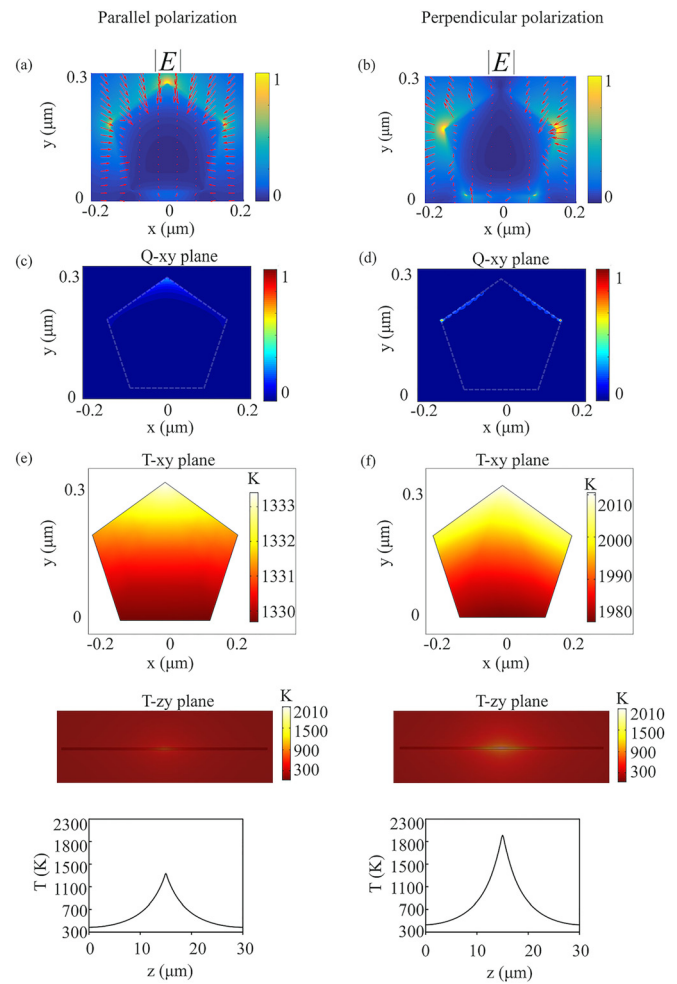 Parallel polarization
Perpendicular polarization
(a)
|E|
0.3
y (μm)
0
-0.2
0
0.2
x (μm)
1
0
(b)
|E|
0.3
y (μm)
0
-0.2
0
0.2
x (μm)
1
0
(c)
Q-xy plane
0.3
y (μm)
0
-0.2
0
0.2
x (μm)
1
0
(d)
Q-xy plane
0.3
y (μm)
0
-0.2
0
0.2
x (μm)
1
0
(e)
T-xy plane
0.3
y (μm)
0
-0.2
0
0.2
x (μm)
K
1333
1332
1331
1330
(f)
T-xy plane
0.3
y (μm)
0
-0.2
0
0.2
x (μm)
K
2010
2000
1990
1980
T-zy plane
K
2010
1500
900
300
T-zy plane
K
2010
1500
900
300
T (K)
2300
1800
1500
1100
700
300
0
10
20
30
z (μm)
T (K)
2300
1800
1500
1100
700
300
0
10
20
30
z (μm)